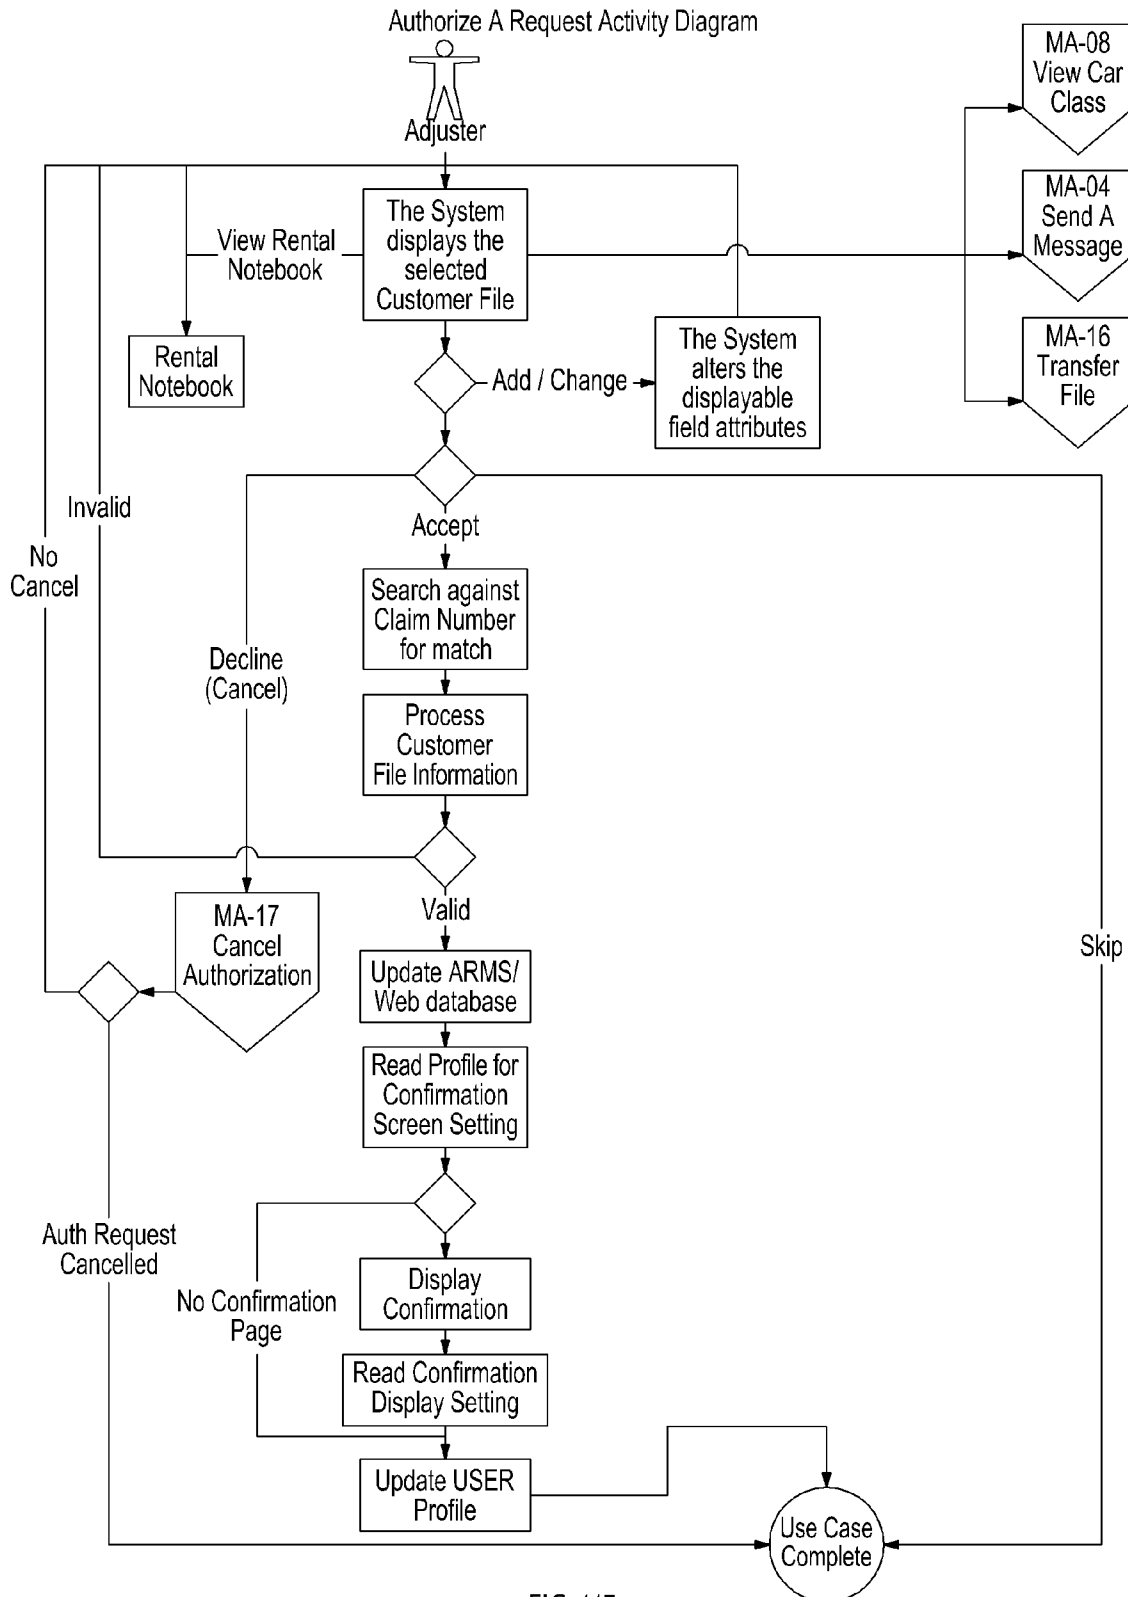 Authorize A Request Activity Diagram
Adjuster
MA-08
View Car
Class
MA-04
Send A
Message
MA-16
Transfer
File
The System
displays the
selected
Customer File
View Rental
Notebook
Rental
Notebook
Add / Change
The System
alters the
displayable
field attributes
Invalid
No
Cancel
Accept
Search against
Claim Number
for match
Decline
(Cancel)
Process
Customer
File Information
MA-17
Cancel
Authorization
Valid
Skip
Update ARMS/
Web database
Read Profile for
Confirmation
Screen Setting
Auth Request
Cancelled
No Confirmation
Page
Display
Confirmation
Read Confirmation
Display Setting
Update USER
Profile
Use Case
Complete